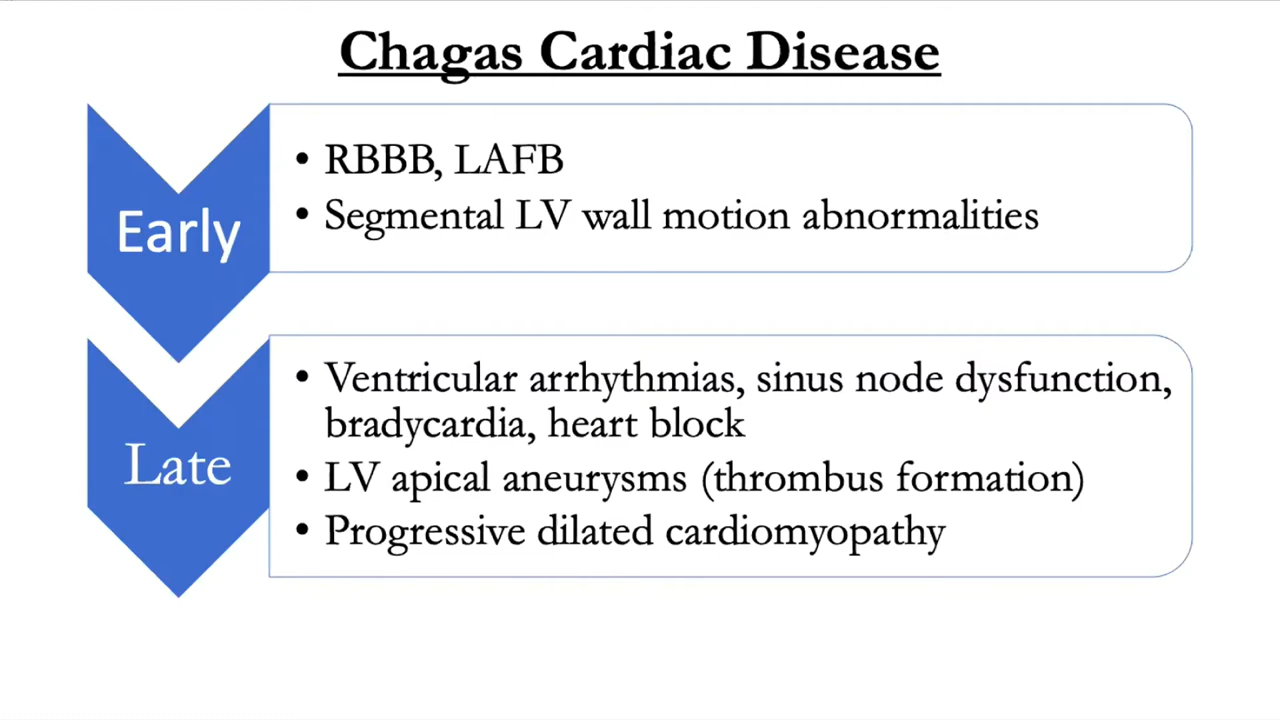 Chagas Cardiac Disease
Early
• RBBB, LAFB
• Segmental LV wall motion abnormalities
Late
• Ventricular arrhythmias, sinus node dysfunction,
bradycardia, heart block
• LV apical aneurysms (thrombus formation)
• Progressive dilated cardiomyopathy